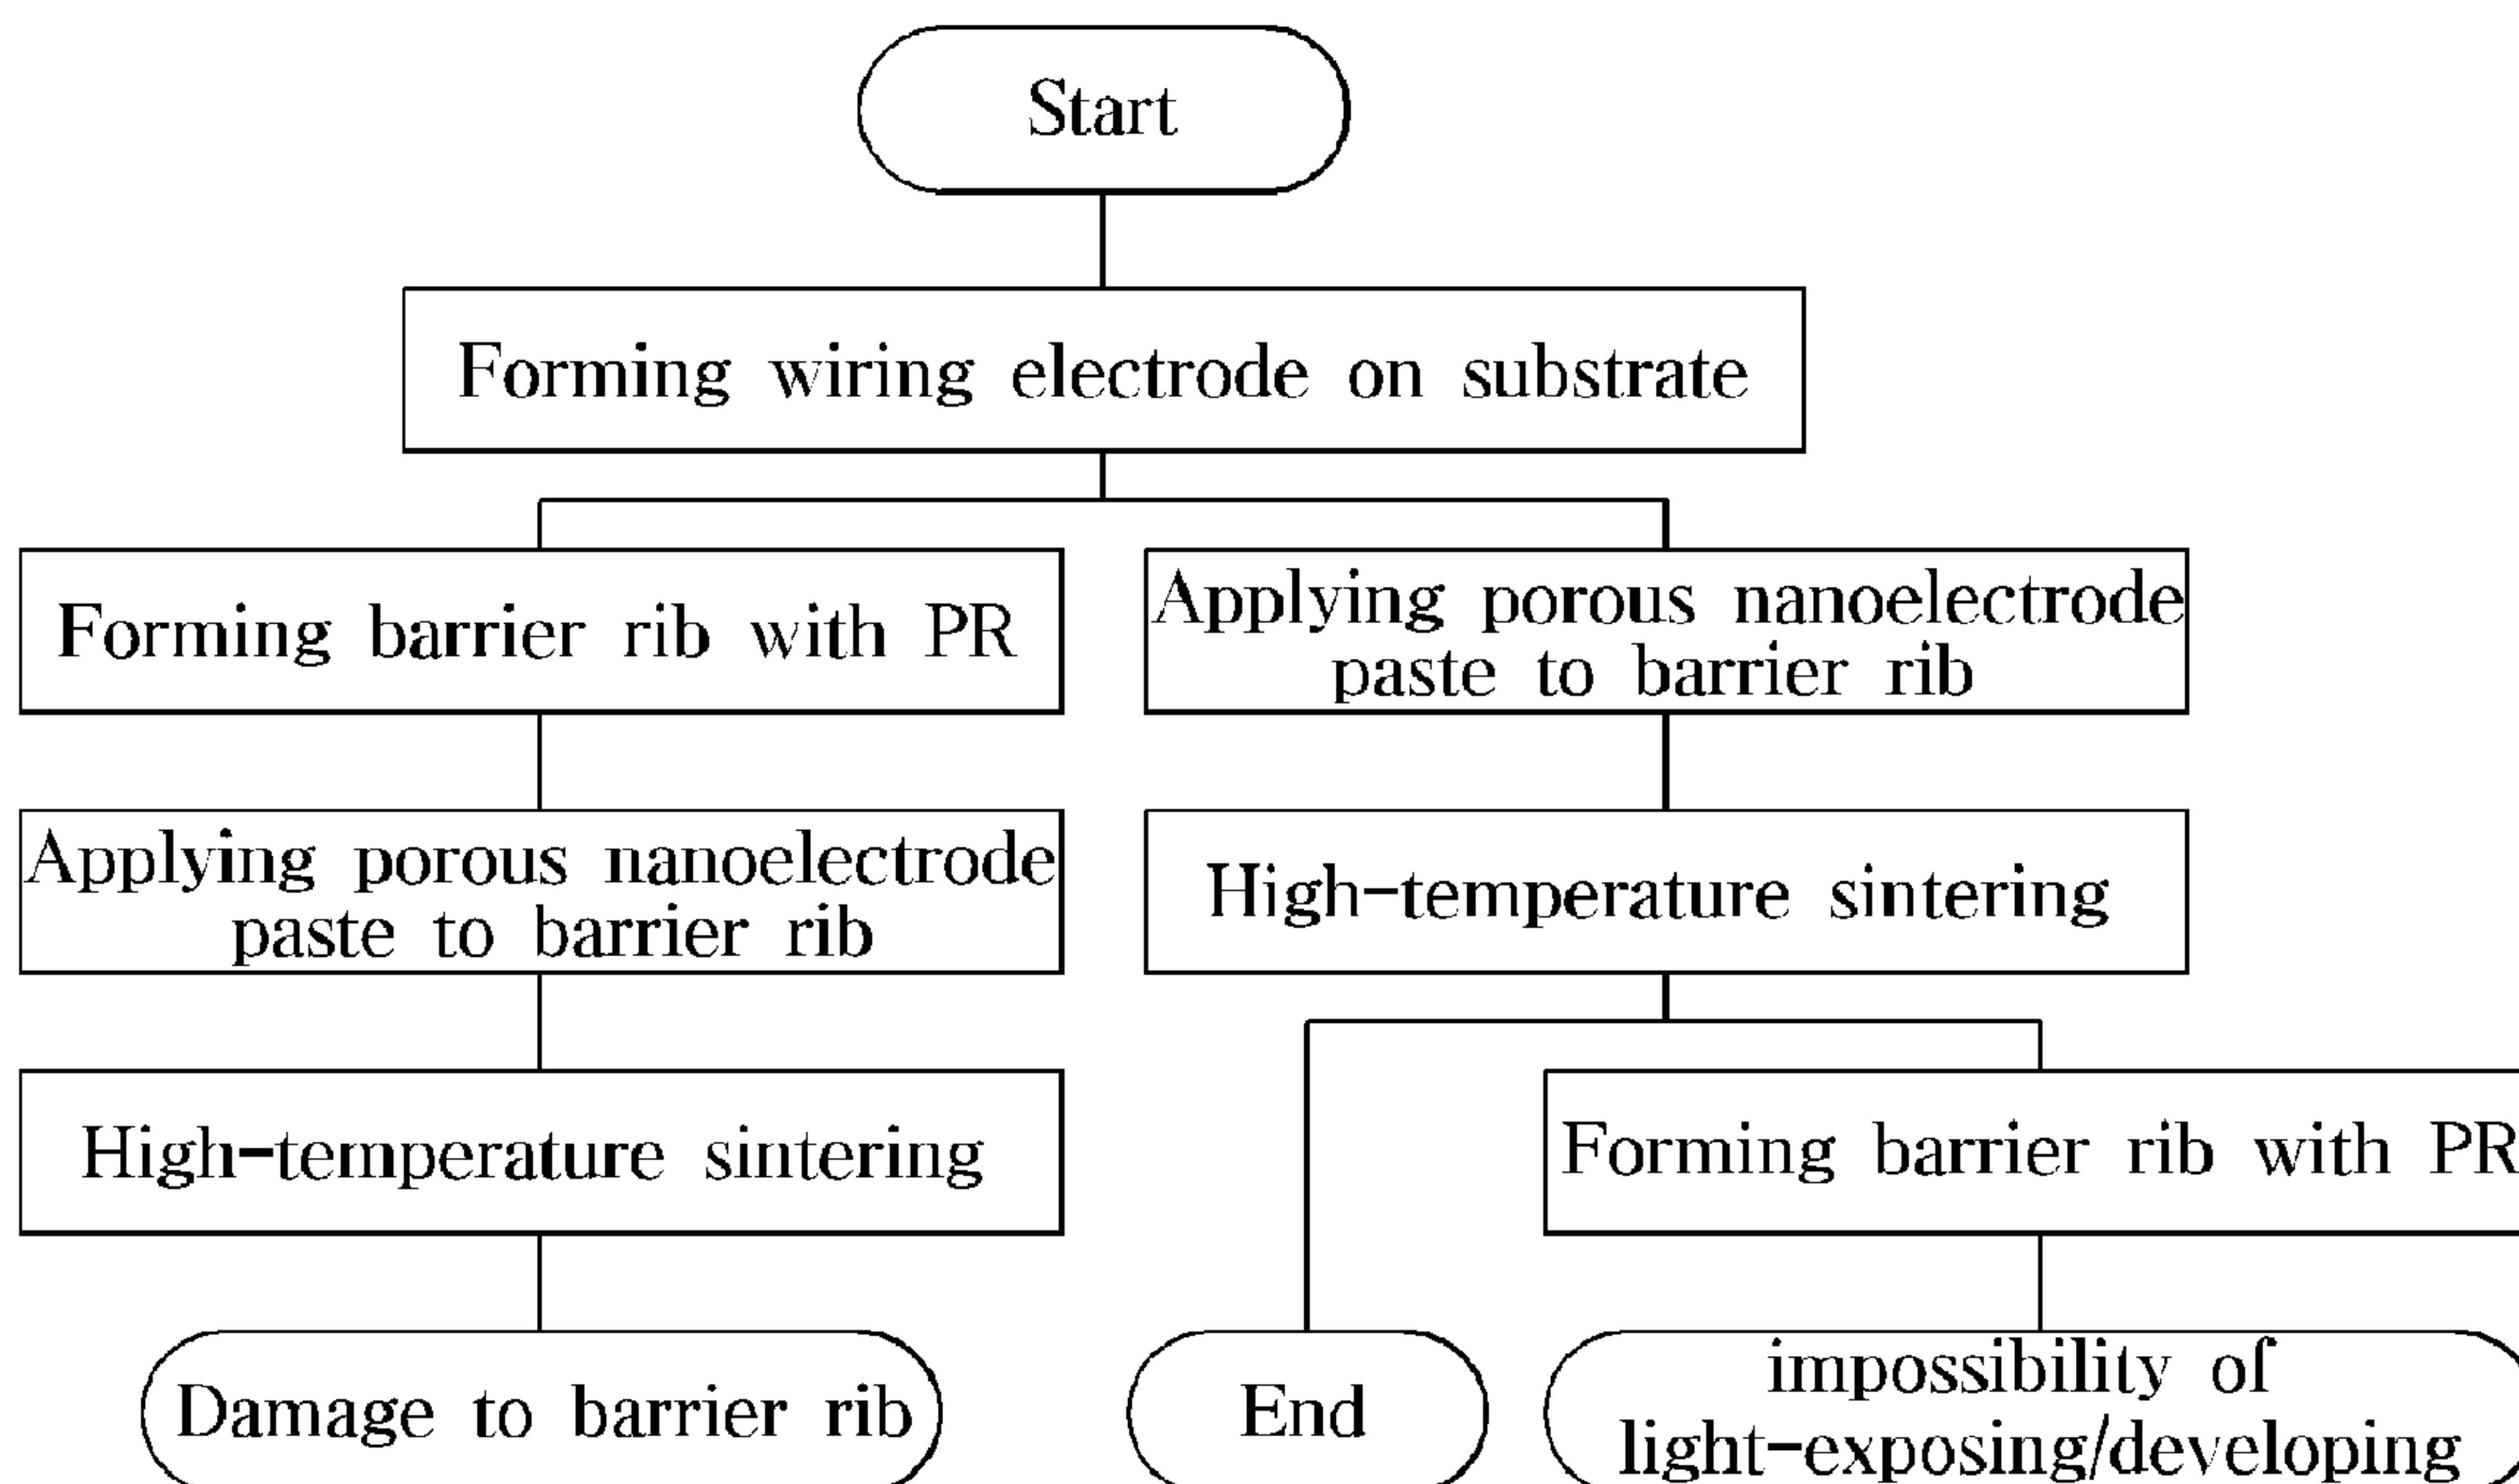 Start
Forming wiring electrode on substrate
Forming barrier rib with PR
Applying porous nanoelectrode
paste to barrier rib
Applying porous nanoelectrode
paste to barrier rib
High-temperature sintering
High-temperature sintering
Forming barrier rib with PR
Damage to barrier rib
End
impossibility of
light-exposing/developing